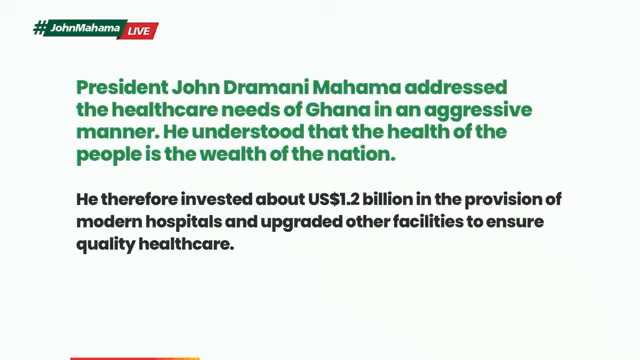 #JohnMahama LIVE
President John Dramani Mahama addressed
the healthcare needs of Ghana in an aggressive
manner. He understood that the health of the
people is the wealth of the nation.
He therefore invested about US$1.2 billion in the provision of
modern hospitals and upgraded other facilities to ensure
quality healthcare.